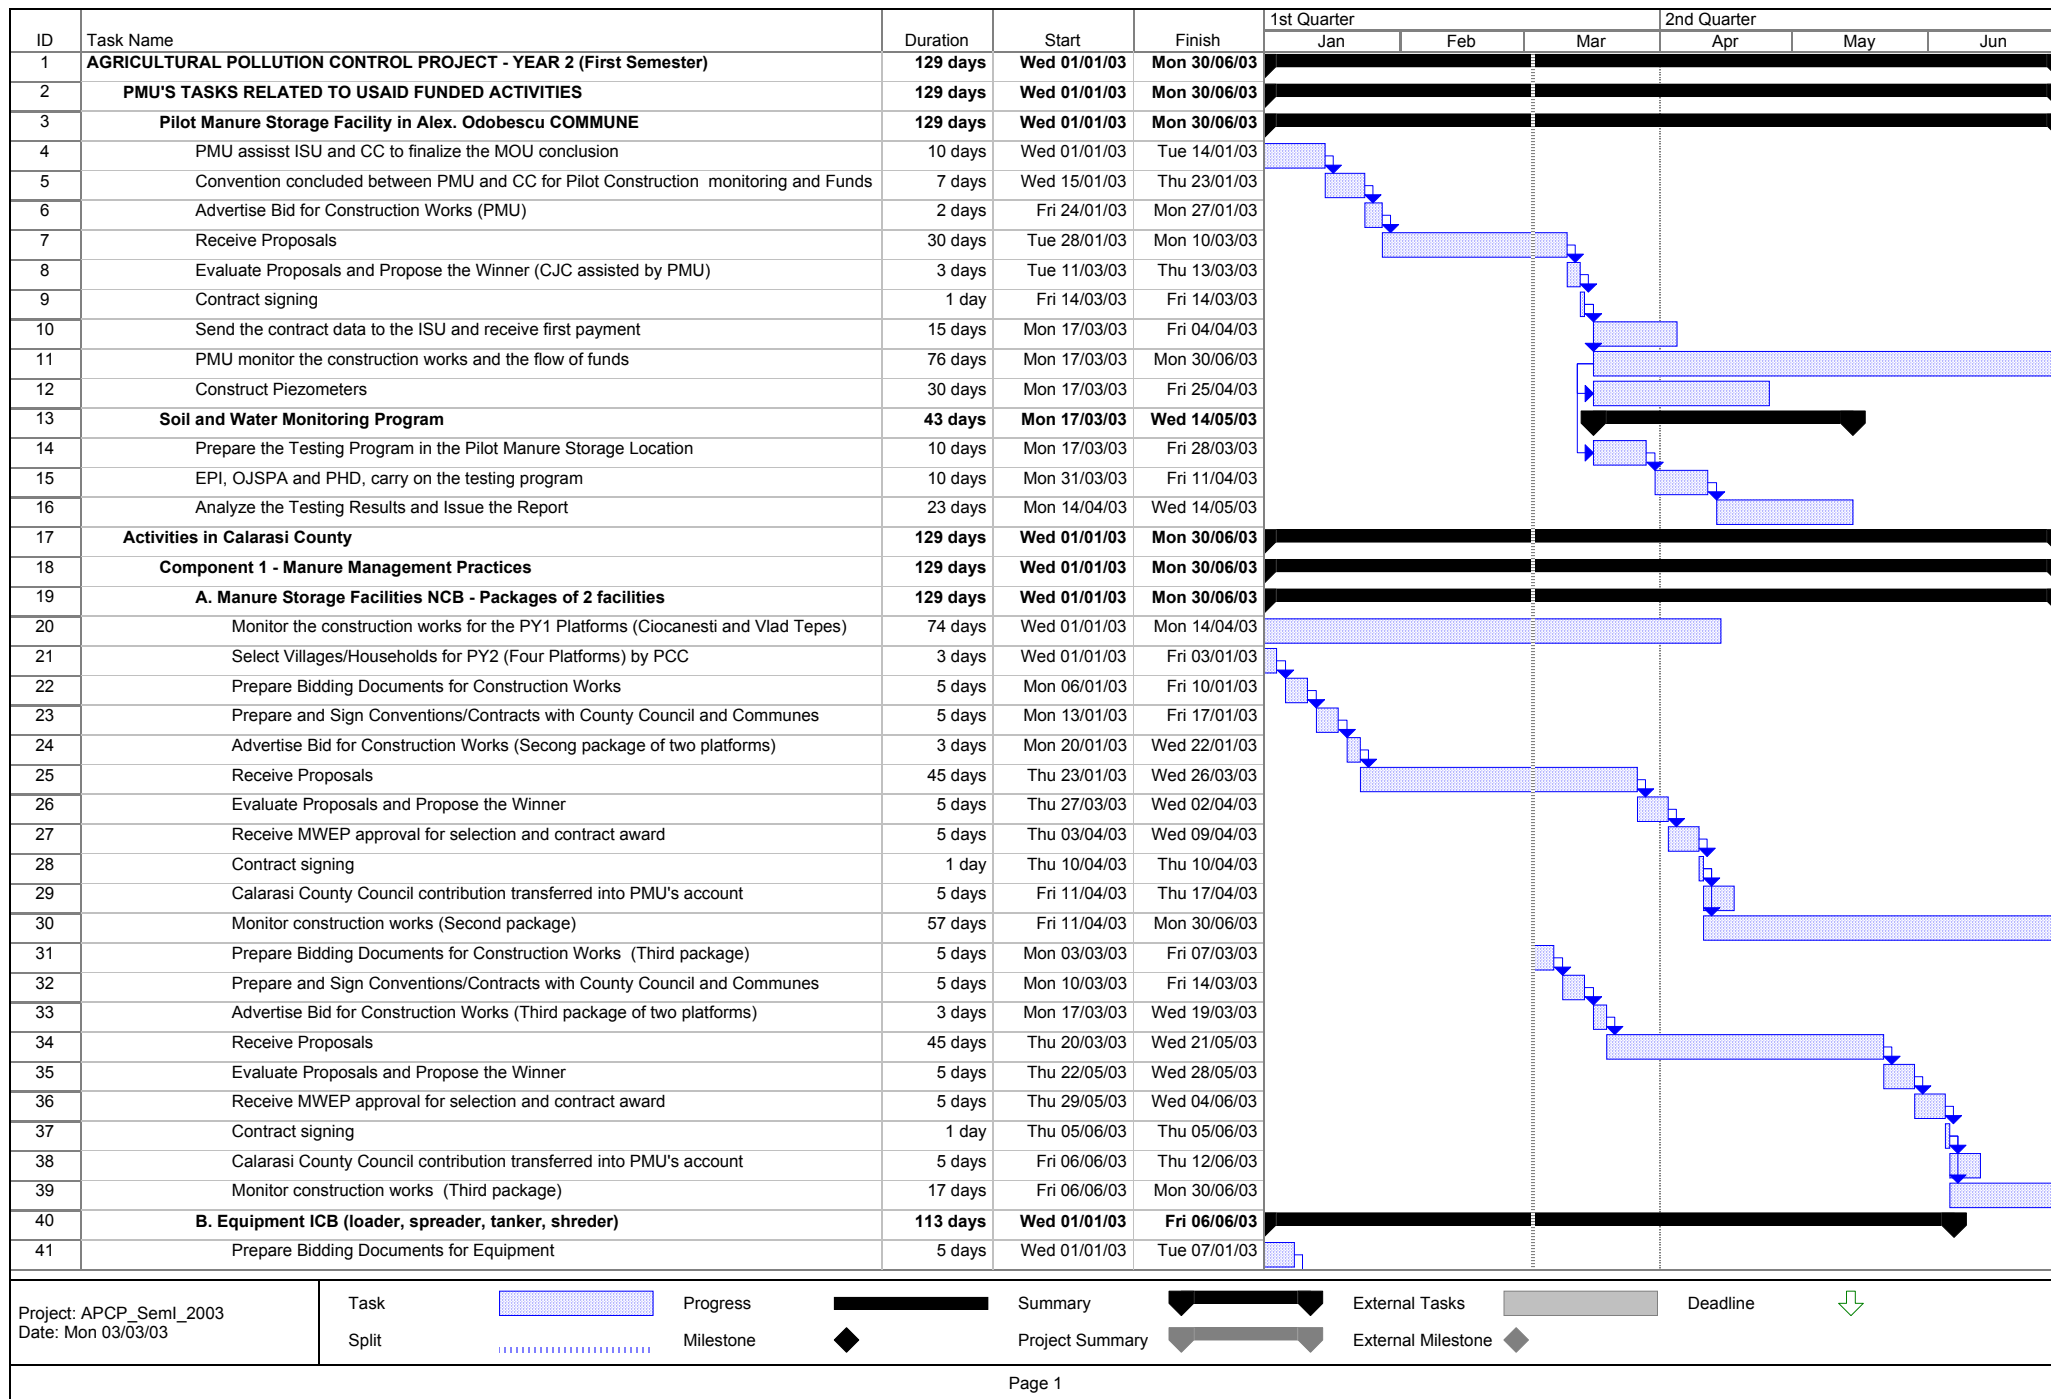 1st Quarter 2nd Quarter
ID Task Name Duration Start Finish Jan Feb Mar Apr May Jun
1 AGRICULTURAL POLLUTION CONTROL PROJECT - YEAR 2 (First Semester) 129 days Wed 01/01/03 Mon 30/06/03
2 PMU'S TASKS RELATED TO USAID FUNDED ACTIVITIES 129 days Wed 01/01/03 Mon 30/06/03
3 Pilot Manure Storage Facility in Alex. Odobescu COMMUNE 129 days Wed 01/01/03 Mon 30/06/03
4 PMU assisst ISU and CC to finalize the MOU conclusion 10 days Wed 01/01/03 Tue 14/01/03
5 Convention concluded between PMU and CC for Pilot Construction monitoring and Funds 7 days Wed 15/01/03 Thu 23/01/03
6 Advertise Bid for Construction Works (PMU) 2 days Fri 24/01/03 Mon 27/01/03
7 Receive Proposals 30 days Tue 28/01/03 Mon 10/03/03
8 Evaluate Proposals and Propose the Winner (CJC assisted by PMU) 3 days Tue 11/03/03 Thu 13/03/03
9 Contract signing 1 day Fri 14/03/03 Fri 14/03/03
10 Send the contract data to the ISU and receive first payment 15 days Mon 17/03/03 Fri 04/04/03
11 PMU monitor the construction works and the flow of funds 76 days Mon 17/03/03 Mon 30/06/03
12 Construct Piezometers 30 days Mon 17/03/03 Fri 25/04/03
13 Soil and Water Monitoring Program 43 days Mon 17/03/03 Wed 14/05/03
14 Prepare the Testing Program in the Pilot Manure Storage Location 10 days Mon 17/03/03 Fri 28/03/03
15 EPI, OJSPA and PHD, carry on the testing program 10 days Mon 31/03/03 Fri 11/04/03
16 Analyze the Testing Results and Issue the Report 23 days Mon 14/04/03 Wed 14/05/03
17 Activities in Calarasi County 129 days Wed 01/01/03 Mon 30/06/03
18 Component 1 - Manure Management Practices 129 days Wed 01/01/03 Mon 30/06/03
19 A. Manure Storage Facilities NCB - Packages of 2 facilities 129 days Wed 01/01/03 Mon 30/06/03
20 Monitor the construction works for the PY1 Platforms (Ciocanesti and Vlad Tepes) 74 days Wed 01/01/03 Mon 14/04/03
21 Select Villages/Households for PY2 (Four Platforms) by PCC 3 days Wed 01/01/03 Fri 03/01/03
22 Prepare Bidding Documents for Construction Works 5 days Mon 06/01/03 Fri 10/01/03
23 Prepare and Sign Conventions/Contracts with County Council and Communes 5 days Mon 13/01/03 Fri 17/01/03
24 Advertise Bid for Construction Works (Secong package of two platforms) 3 days Mon 20/01/03 Wed 22/01/03
25 Receive Proposals 45 days Thu 23/01/03 Wed 26/03/03
26 Evaluate Proposals and Propose the Winner 5 days Thu 27/03/03 Wed 02/04/03
27 Receive MWEP approval for selection and contract award 5 days Thu 03/04/03 Wed 09/04/03
28 Contract signing 1 day Thu 10/04/03 Thu 10/04/03
29 Calarasi County Council contribution transferred into PMU's account 5 days Fri 11/04/03 Thu 17/04/03
30 Monitor construction works (Second package) 57 days Fri 11/04/03 Mon 30/06/03
31 Prepare Bidding Documents for Construction Works (Third package) 5 days Mon 03/03/03 Fri 07/03/03
32 Prepare and Sign Conventions/Contracts with County Council and Communes 5 days Mon 10/03/03 Fri 14/03/03
33 Advertise Bid for Construction Works (Third package of two platforms) 3 days Mon 17/03/03 Wed 19/03/03
34 Receive Proposals 45 days Thu 20/03/03 Wed 21/05/03
35 Evaluate Proposals and Propose the Winner 5 days Thu 22/05/03 Wed 28/05/03
36 Receive MWEP approval for selection and contract award 5 days Thu 29/05/03 Wed 04/06/03
37 Contract signing 1 day Thu 05/06/03 Thu 05/06/03
38 Calarasi County Council contribution transferred into PMU's account 5 days Fri 06/06/03 Thu 12/06/03
39 Monitor construction works (Third package) 17 days Fri 06/06/03 Mon 30/06/03
40 B. Equipment ICB (loader, spreader, tanker, shreder) 113 days Wed 01/01/03 Fri 06/06/03
41 Prepare Bidding Documents for Equipment 5 days Wed 01/01/03 Tue 07/01/03
Project: APCP_SemI_2003
Date: Mon 03/03/03
Task Progress Summary External Tasks Deadline
Split Milestone Project Summary External Milestone
Page 1